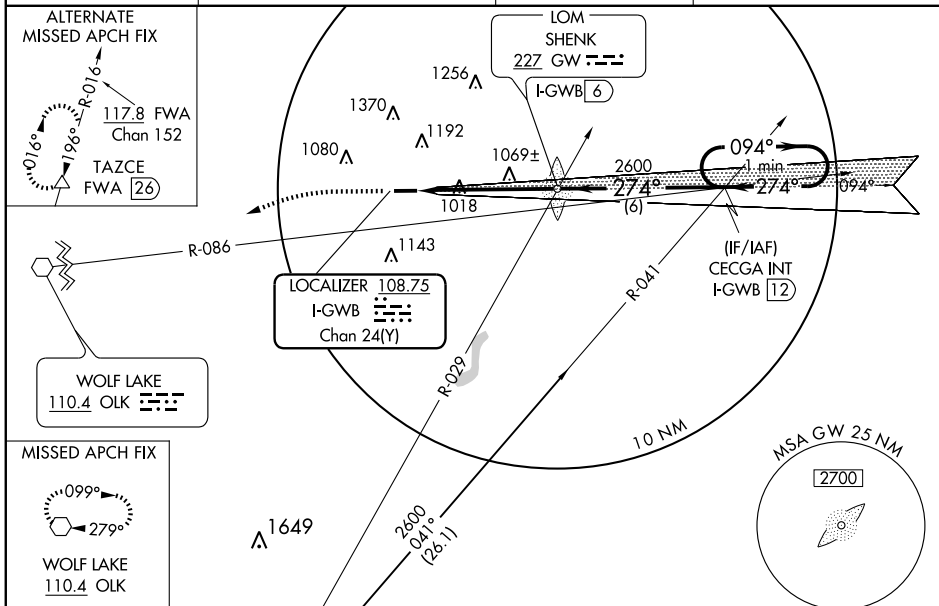 ALTERNATE
MISSED APCH FIX
R-016
117.8 FWA
Chan 152
016°
196°
TAZCE
FWA 26
LOM
SHENK
227 GW
I-GWB 6
1256
1370
1192
1080
1069±
2600
094°
1 min
274°
274°
094°
1018
(6)
R-086
1143
(IF/IAF)
CECGA INT
I-GWB 12
LOCALIZER 108.75
I-GWB
Chan 24(Y)
R-041
R-029
WOLF LAKE
110.4 OLK
10 NM
MISSED APCH FIX
099°
279°
WOLF LAKE
110.4 OLK
1649
2600
041°
(26.1)
MSA GW 25 NM
2700